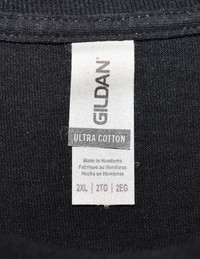 GILDAN®
ULTRA COTTON
Made in Honduras
Fabriqué au Honduras
Hecho en Honduras
2XL | 2TG | 2EG